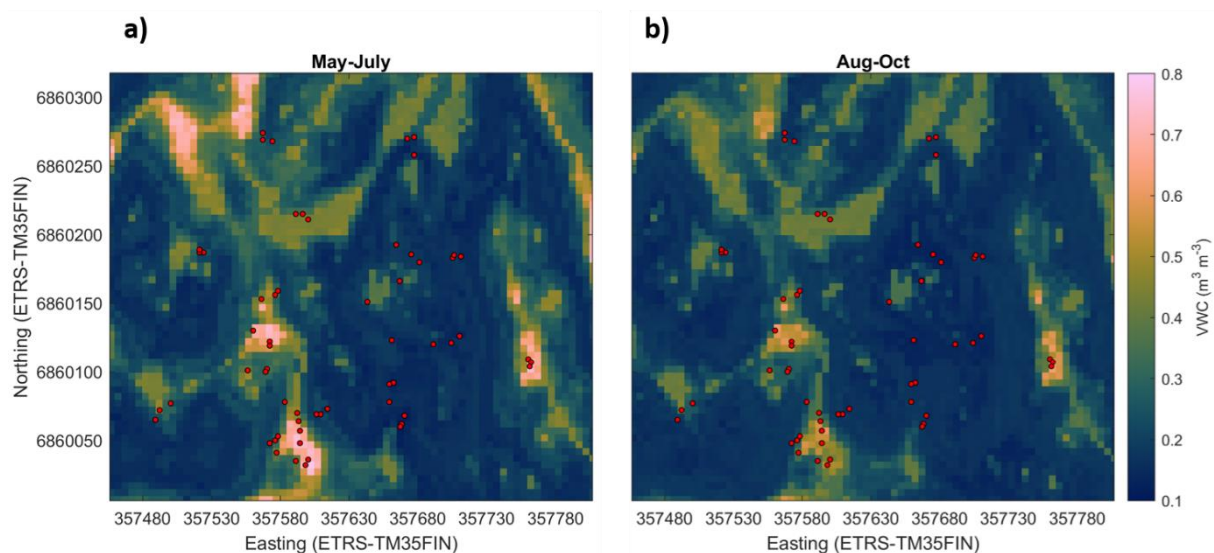 a)
b)
May-July
Aug-Oct
6860300
6860250
6860200
6860150
6860100
6860050
Northing (ETRS-TM35FIN)
357480 357530 357580 357630 357680 357730 357780
Easting (ETRS-TM35FIN)
357480 357530 357580 357630 357680 357730 357780
Easting (ETRS-TM35FIN)
0.8
0.7
0.6
0.5
0.4
0.3
0.2
0.1
VWC (m³ m⁻³)